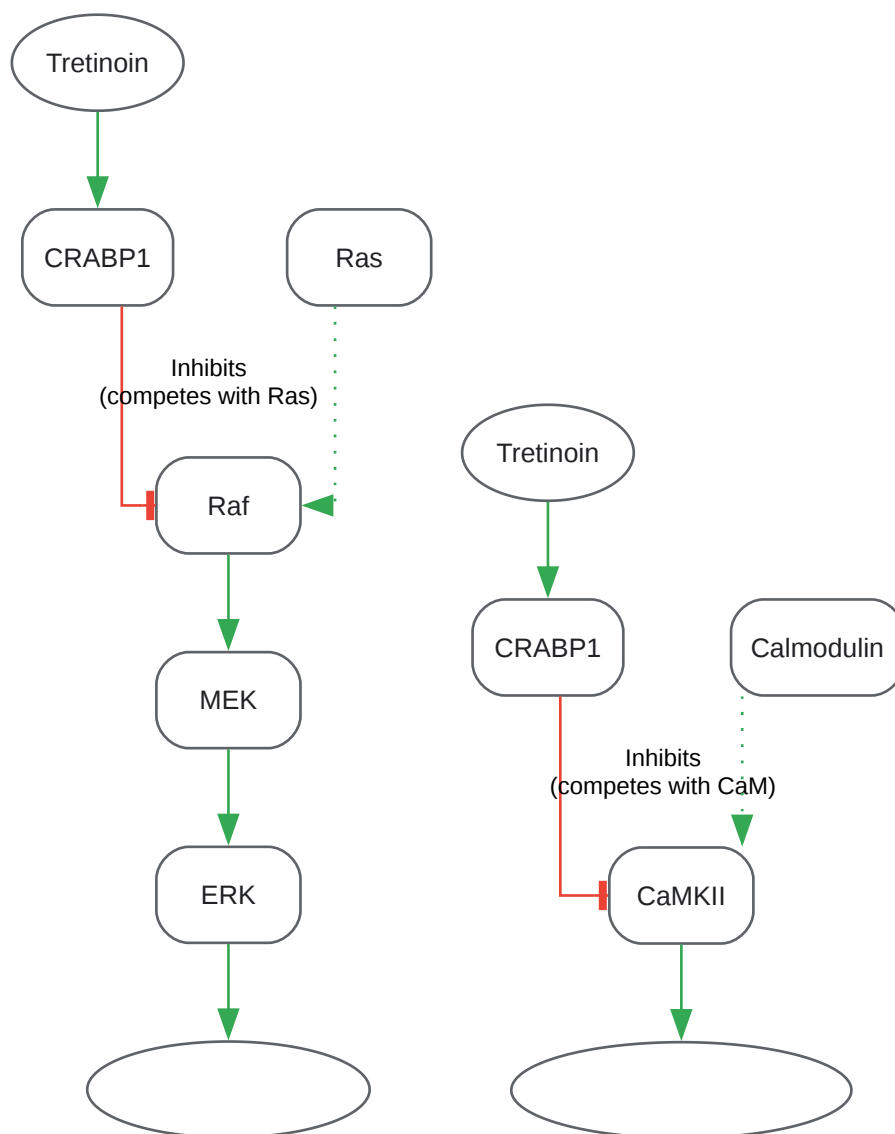 Tretinoin
CRABP1
Ras
Inhibits
(competes with Ras)
Raf
MEK
ERK
Tretinoin
CRABP1
Calmodulin
Inhibits
(competes with CaM)
CaMKII